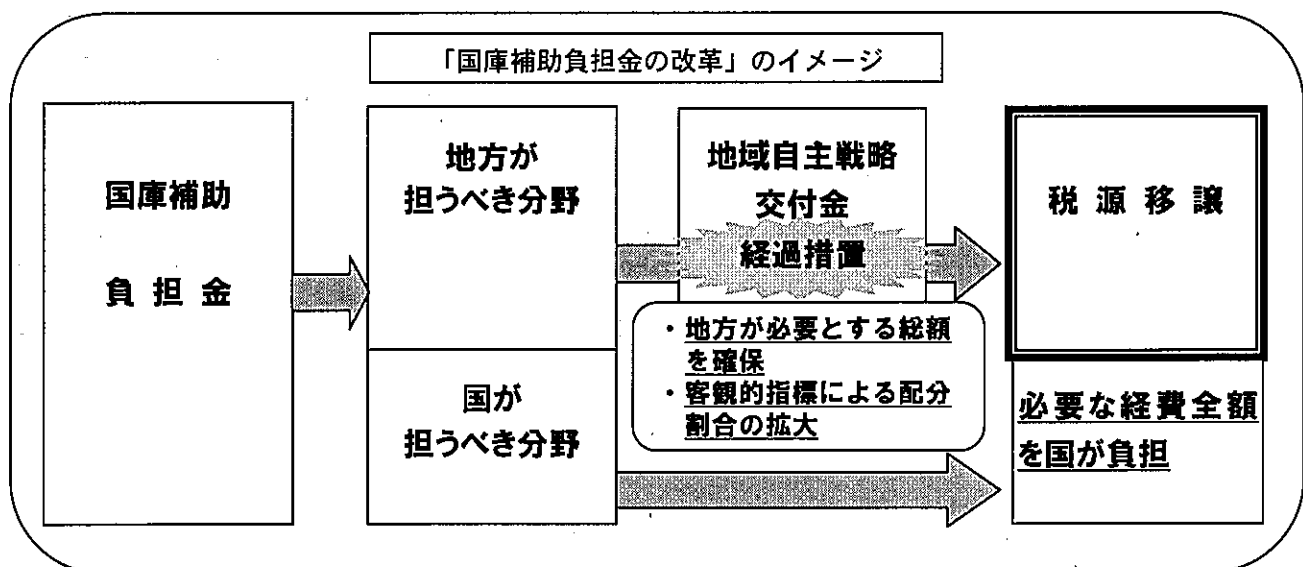 「国庫補助負担金の改革」のイメージ
国庫補助
負担金
地方が
担うべき分野
国が
担うべき分野
地域自主戦略
交付金
経過措置
・地方が必要とする総額
を確保
・客観的指標による配分
割合の拡大
税源移譲
必要な経費全額
を国が負担